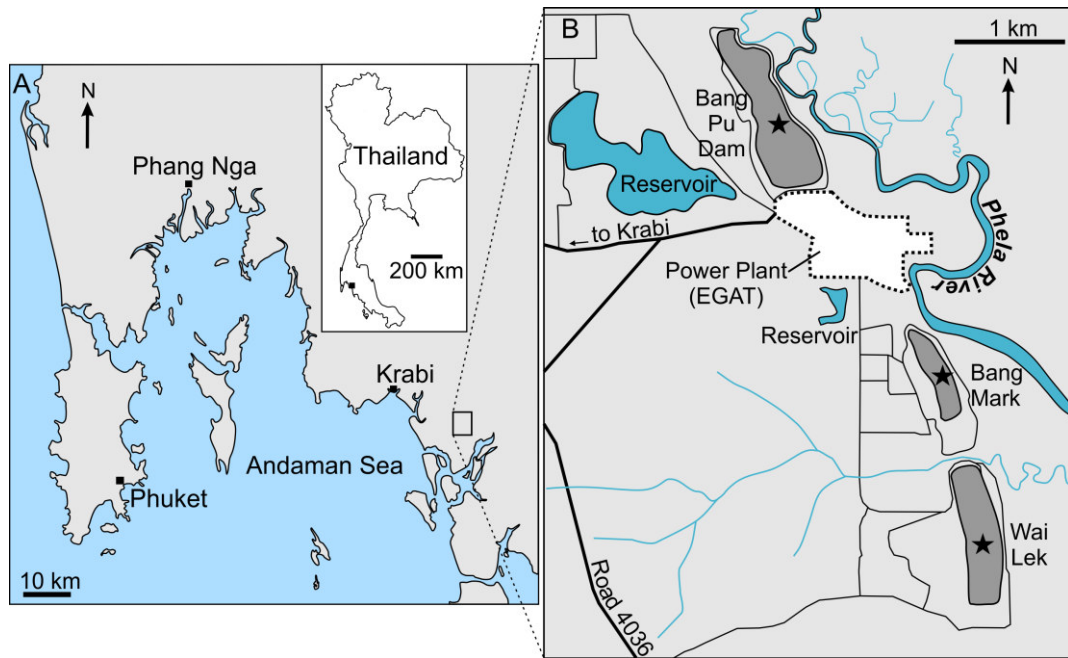 A
N
Phang Nga
Thailand
200 km
Krabi
Andaman Sea
Phuket
10 km
B
1 km
N
Bang
Pu
Dam
Reservoir
← to Krabi
Power Plant
(EGAT)
Phela River
Reservoir
Bang
Mark
Wai
Lek
Road 4036